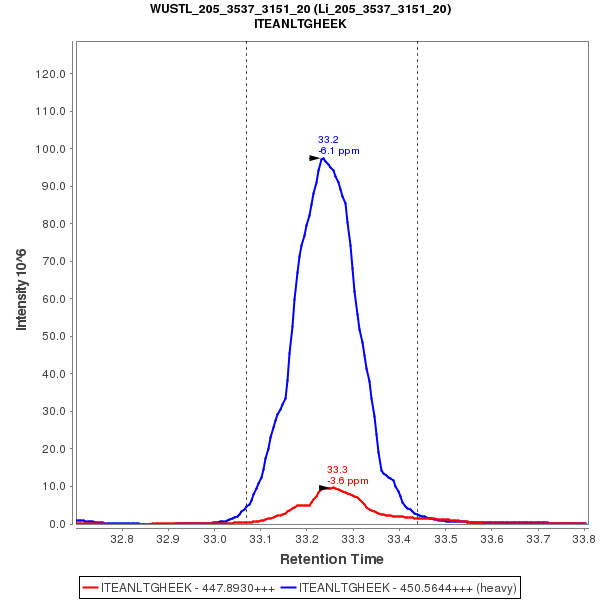 WUSTL_205_3537_3151_20 (Li_205_3537_3151_20)
ITEANLTGHEEK
120.0
110.0
100.0
90.0
80.0
70.0
60.0
50.0
40.0
30.0
20.0
10.0
0.0
Intensity 10^6
33.2
-6.1 ppm
33.3
-3.6 ppm
32.8 32.9 33.0 33.1 33.2 33.3 33.4 33.5 33.6 33.7 33.8
Retention Time
ITEANLTGHEEK - 447.8930+++ ITEANLTGHEEK - 450.5644+++ (heavy)